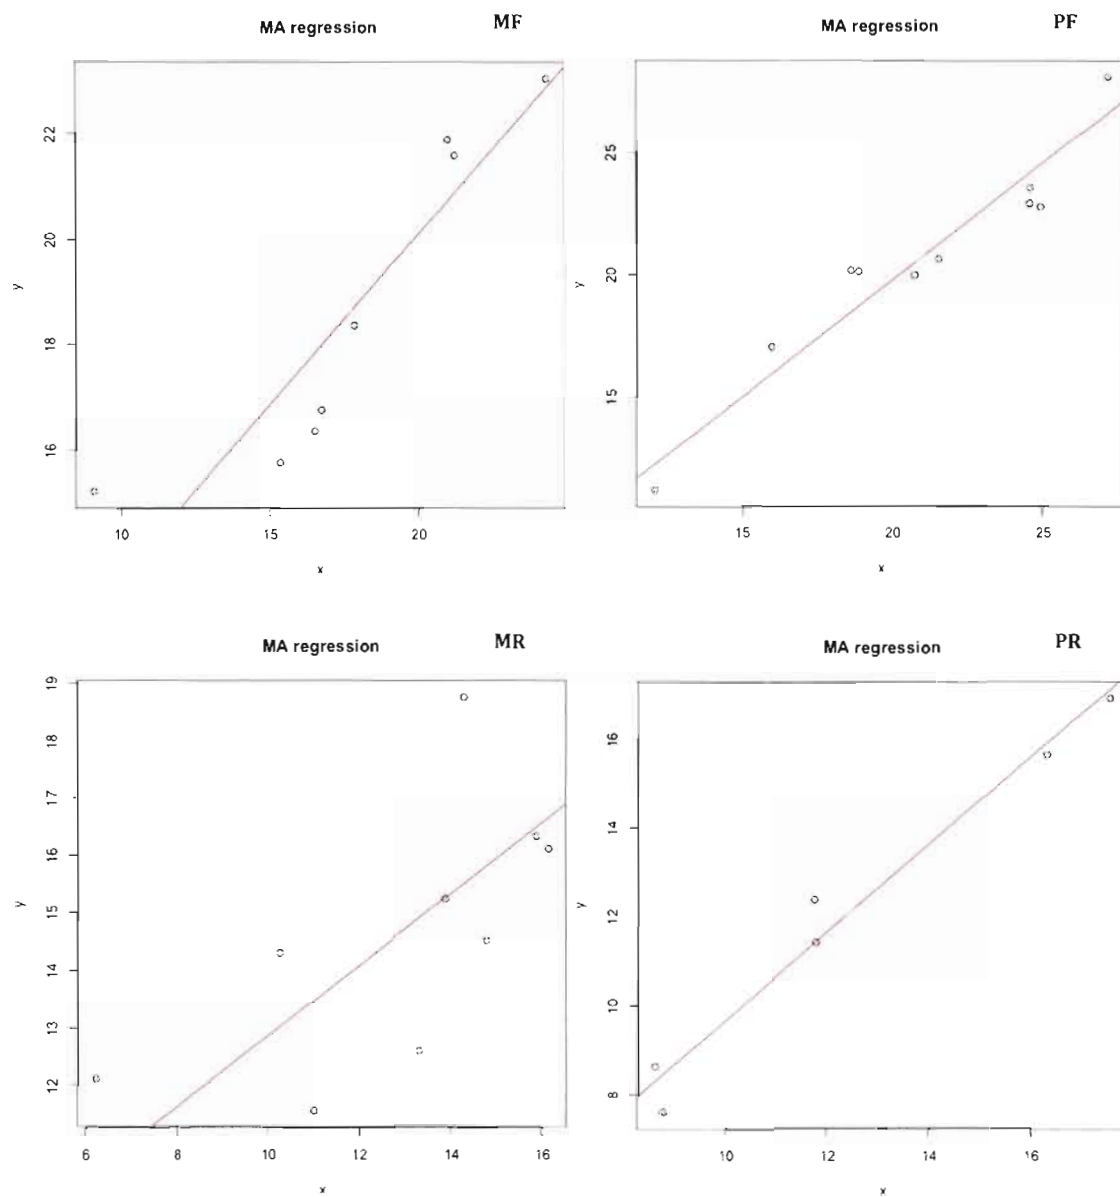 MA regression MF
22
20
18
16
y
10 15 20
x
MA regression PF
25
20
15
y
15 20 25
x
MA regression MR
19
18
17
16
15
14
13
12
y
6 8 10 12 14 16
x
MA regression PR
16
14
12
10
8
y
10 12 14 16
x